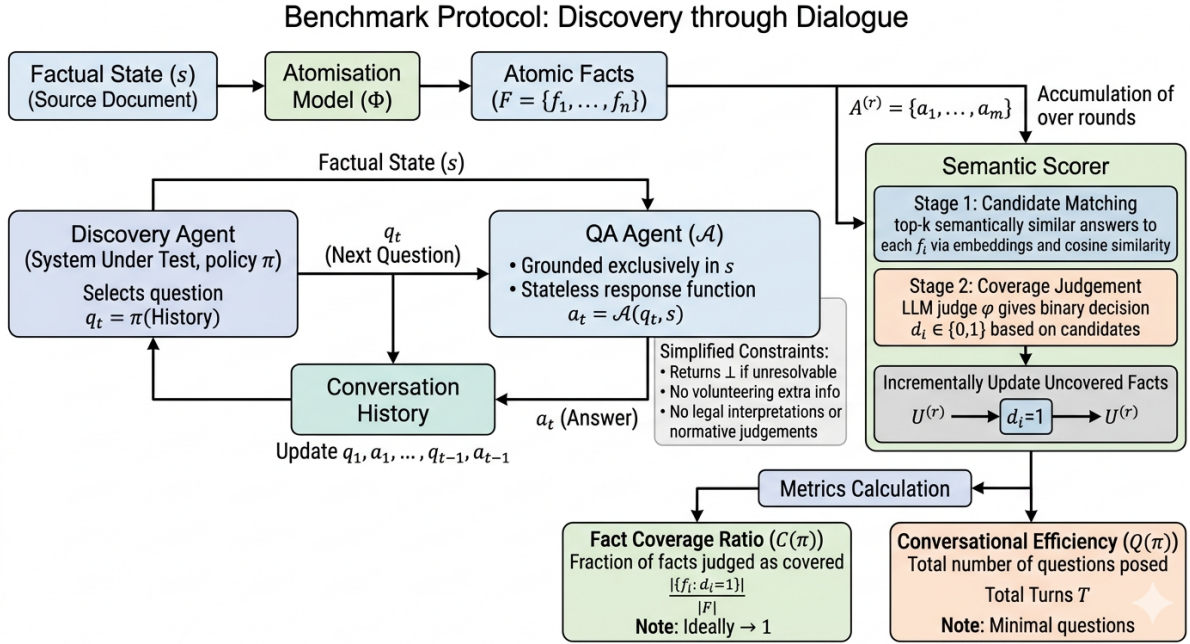 Benchmark Protocol: Discovery through Dialogue
Factual State (s)
(Source Document)
Atomisation
Model (Φ)
Atomic Facts
(F = {f₁, … , fₙ})
A⁽ʳ⁾ = {a₁, … , aₘ}
Accumulation of
over rounds
Factual State (s)
Discovery Agent
(System Under Test, policy π)
Selects question
qₜ = π(History)
qₜ
(Next Question)
QA Agent (𝒜)
• Grounded exclusively in s
• Stateless response function
aₜ = 𝒜(qₜ, s)
Simplified Constraints:
• Returns ⊥ if unresolvable
• No volunteering extra info
• No legal interpretations or
normative judgements
Conversation
History
aₜ (Answer)
Update q₁, a₁, … , qₜ₋₁, aₜ₋₁
Semantic Scorer
Stage 1: Candidate Matching
top-k semantically similar answers to
each fᵢ via embeddings and cosine similarity
Stage 2: Coverage Judgement
LLM judge φ gives binary decision
dᵢ ∈ {0,1} based on candidates
Incrementally Update Uncovered Facts
U⁽ʳ⁾ dᵢ=1 U⁽ʳ⁾
Metrics Calculation
Fact Coverage Ratio (C(π))
Fraction of facts judged as covered
|{fᵢ: dᵢ=1}|
|F|
Note: Ideally → 1
Conversational Efficiency (Q(π))
Total number of questions posed
Total Turns T
Note: Minimal questions